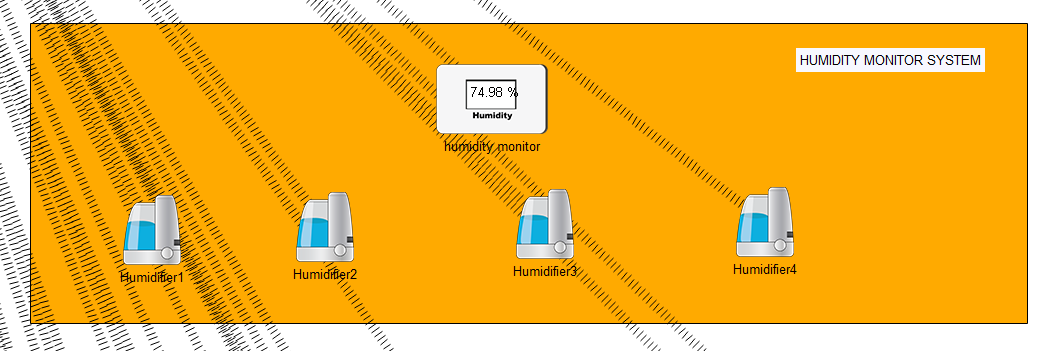 HUMIDITY MONITOR SYSTEM
74.98 %
Humidity
humidity monitor
Humidifier1
Humidifier2
Humidifier3
Humidifier4